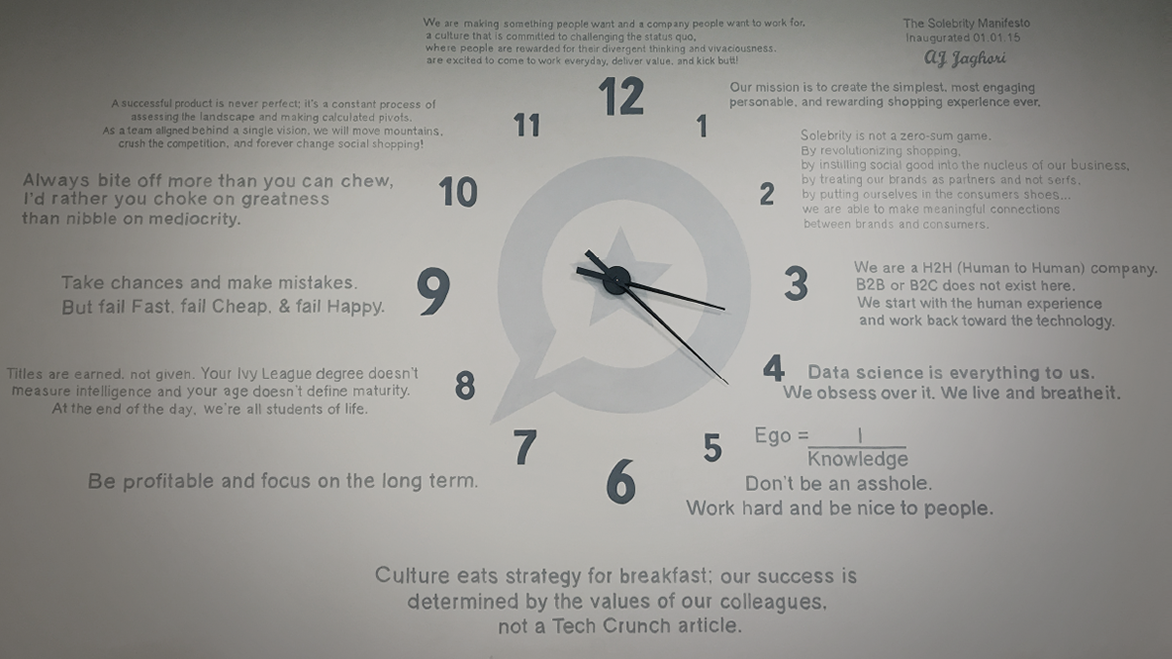 We are making something people want and a company people want to work for,
a culture that is committed to challenging the status quo,
where people are rewarded for their divergent thinking and vivaciousness,
are excited to come to work everyday, deliver value, and kick butt!
The Solebrity Manifesto
Inaugurated 01.01.15
AJ Jaghori
12
Our mission is to create the simplest, most engaging
personable, and rewarding shopping experience ever.
1
Solebrity is not a zero-sum game.
By revolutionizing shopping,
by instilling social good into the nucleus of our business,
by treating our brands as partners and not serfs,
by putting ourselves in the consumers shoes...
we are able to make meaningful connections
between brands and consumers.
2
3
We are a H2H (Human to Human) company.
B2B or B2C does not exist here.
We start with the human experience
and work back toward the technology.
4
Data science is everything to us.
We obsess over it. We live and breathe it.
5
Ego = 1
Knowledge
Don't be an asshole.
Work hard and be nice to people.
6
Culture eats strategy for breakfast; our success is
determined by the values of our colleagues,
not a Tech Crunch article.
7
Be profitable and focus on the long term.
8
Titles are earned, not given. Your Ivy League degree doesn't
measure intelligence and your age doesn't define maturity.
At the end of the day, we're all students of life.
9
Take chances and make mistakes.
But fail Fast, fail Cheap, & fail Happy.
10
Always bite off more than you can chew,
I'd rather you choke on greatness
than nibble on mediocrity.
11
A successful product is never perfect; it's a constant process of
assessing the landscape and making calculated pivots.
As a team aligned behind a single vision, we will move mountains,
crush the competition, and forever change social shopping!